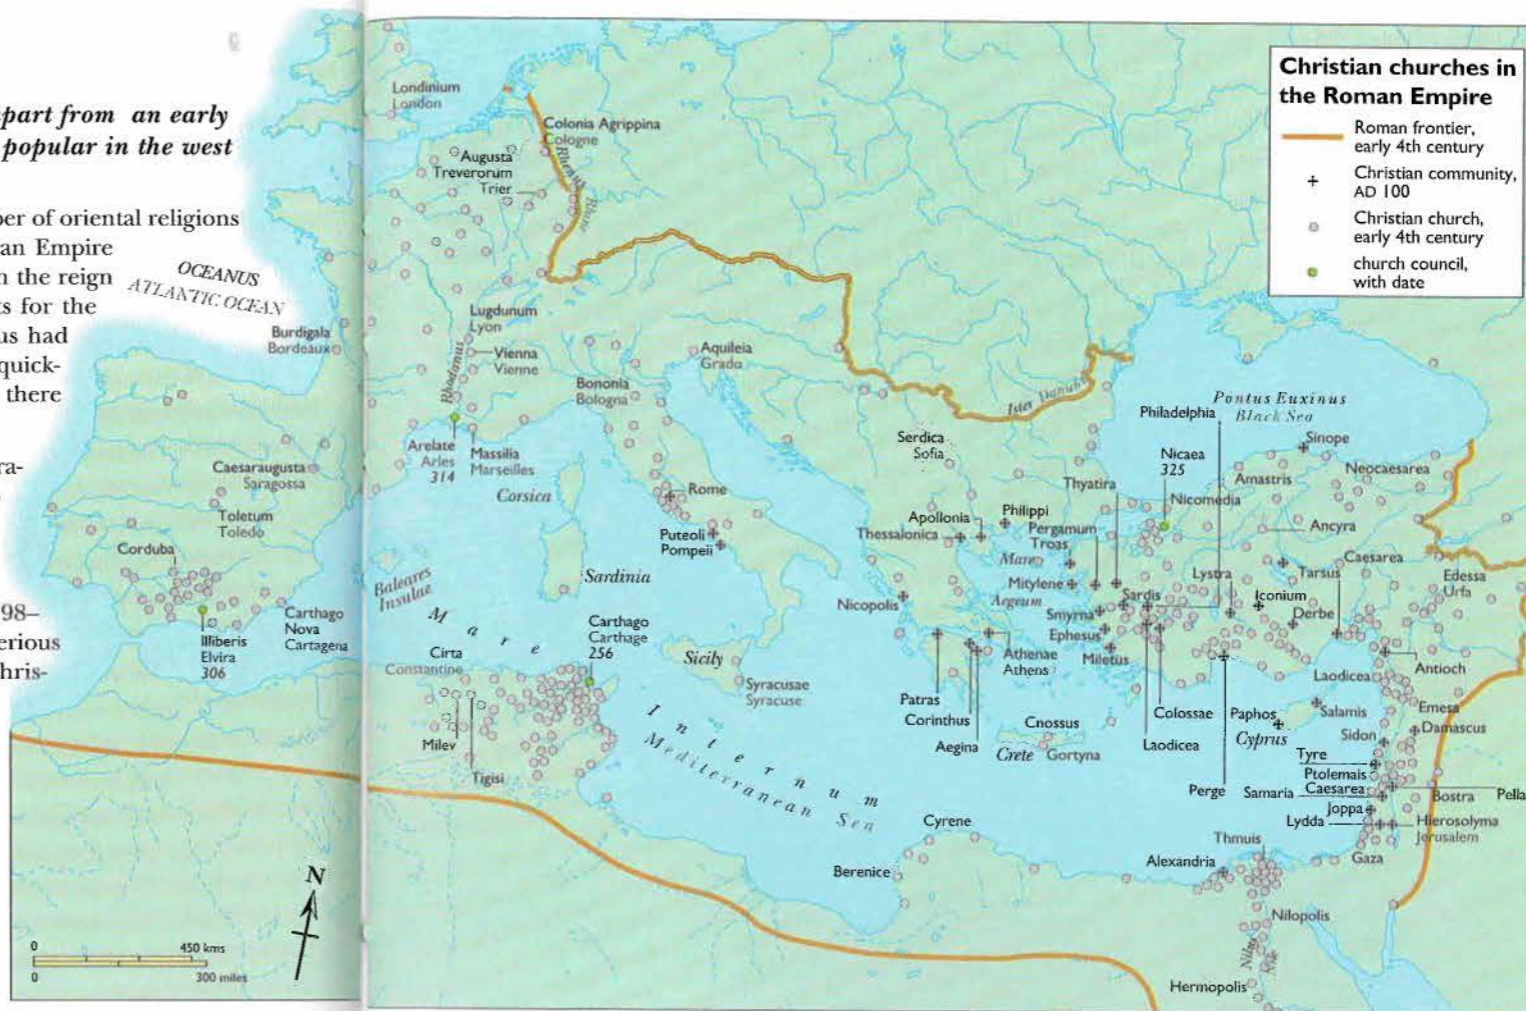 part from an early
popular in the west
ber of oriental religions
an Empire
n the reign
ts for the
us had
quick-
there
ra-
98–
erious
hris-
OCEANUS
ATLANTIC OCEAN
Christian churches in
the Roman Empire
Roman frontier,
early 4th century
Christian community,
AD 100
Christian church,
early 4th century
church council,
with date
Londinium
London
Colonia Agrippina
Cologne
Augusta
Treverorum
Trier
Rhenus
Rhine
Burdigala
Bordeaux
Lugdunum
Lyon
Vienna
Vienne
Rhodanus
Aquileia
Grado
Bononia
Bologna
Ister Danube
Pontus Euxinus
Black Sea
Philadelphia
Sinope
Serdica
Sofia
Nicaea
325
Neocaesarea
Amastris
Arelate
Arles
314
Massilia
Marseilles
Caesaraugusta
Saragossa
Corsica
Rome
Thyatira
Nicomedia
Toletum
Toledo
Puteoli
Pompeii
Apollonia
Philippi
Thessalonica
Pergamum
Troas
Ancyra
Corduba
Mare
Aegeum
Mitylene
Lystra
Caesarea
Tarsus
Edessa
Urfa
Baleares
Insulae
Sardinia
Nicopolis
Sardis
Smyrna
Iconium
Derbe
Ephesus
Miletus
Illiberis
Elvira
306
Carthago
Nova
Cartagena
Carthago
Carthage
256
Cirta
Constantine
Sicily
Syracusae
Syracuse
Athenae
Athens
Antioch
Laodicea
Patras
Corinthus
Aegina
Cnossus
Crete
Gortyna
Colossae
Laodicea
Paphos
Cyprus
Salamis
Emesa
Damascus
Sidon
Milev
Tigisi
Mare Internum
Mediterranean Sea
Perge
Tyre
Ptolemais
Caesarea
Samaria
Bostra
Pella
Joppa
Lydda
Hierosolyma
Jerusalem
Cyrene
Berenice
Thmuis
Alexandria
Gaza
Nilopolis
Nilus
Nile
Hermopolis
N
0 450 kms
0 300 miles